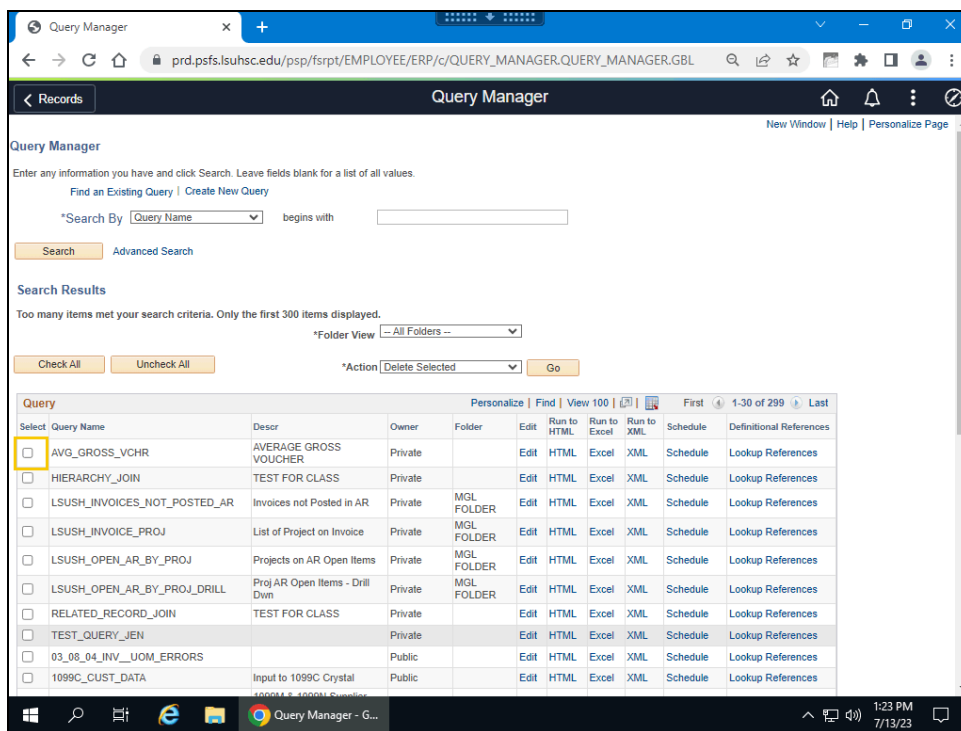 Query Manager
prd.psfs.lsuhsc.edu/psp/fsrpt/EMPLOYEE/ERP/c/QUERY_MANAGER.QUERY_MANAGER.GBL
Records Query Manager
New Window | Help | Personalize Page
Query Manager
Enter any information you have and click Search. Leave fields blank for a list of all values.
Find an Existing Query | Create New Query
*Search By Query Name begins with
Search Advanced Search
Search Results
Too many items met your search criteria. Only the first 300 items displayed.
*Folder View -- All Folders --
Check All Uncheck All *Action Delete Selected Go
Query Personalize | Find | View 100 | First 1-30 of 299 Last
Select Query Name Descr Owner Folder Edit Run to HTML Run to Excel Run to XML Schedule Definitional References
AVG_GROSS_VCHR AVERAGE GROSS VOUCHER Private Edit HTML Excel XML Schedule Lookup References
HIERARCHY_JOIN TEST FOR CLASS Private Edit HTML Excel XML Schedule Lookup References
LSUSH_INVOICES_NOT_POSTED_AR Invoices not Posted in AR Private MGL FOLDER Edit HTML Excel XML Schedule Lookup References
LSUSH_INVOICE_PROJ List of Project on Invoice Private MGL FOLDER Edit HTML Excel XML Schedule Lookup References
LSUSH_OPEN_AR_BY_PROJ Projects on AR Open Items Private MGL FOLDER Edit HTML Excel XML Schedule Lookup References
LSUSH_OPEN_AR_BY_PROJ_DRILL Proj AR Open Items - Drill Dwn Private MGL FOLDER Edit HTML Excel XML Schedule Lookup References
RELATED_RECORD_JOIN TEST FOR CLASS Private Edit HTML Excel XML Schedule Lookup References
TEST_QUERY_JEN Private Edit HTML Excel XML Schedule Lookup References
03_08_04_INV__UOM_ERRORS Public Edit HTML Excel XML Schedule Lookup References
1099C_CUST_DATA Input to 1099C Crystal Public Edit HTML Excel XML Schedule Lookup References
1099M & 1099N Supplier
Query Manager - G...
1:23 PM
7/13/23